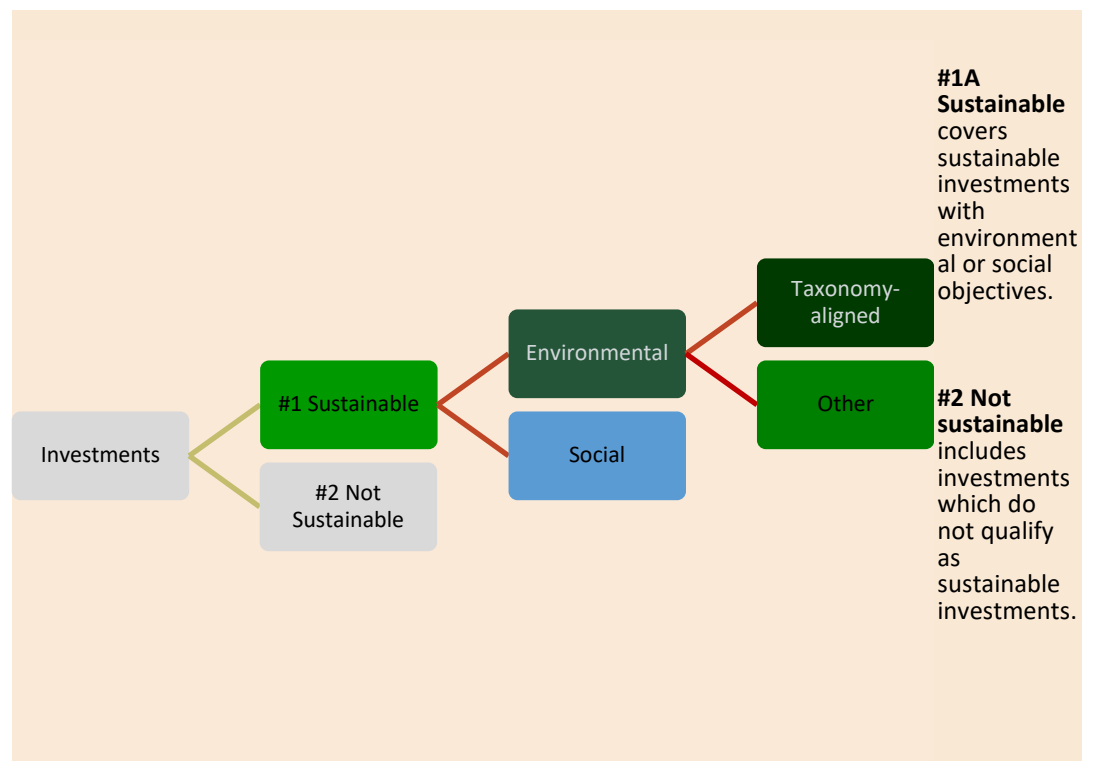 Investments
#1 Sustainable
#2 Not
Sustainable
Environmental
Social
Taxonomy-
aligned
Other
#1A
Sustainable
covers
sustainable
investments
with
environment
al or social
objectives.
#2 Not
sustainable
includes
investments
which do
not qualify
as
sustainable
investments.